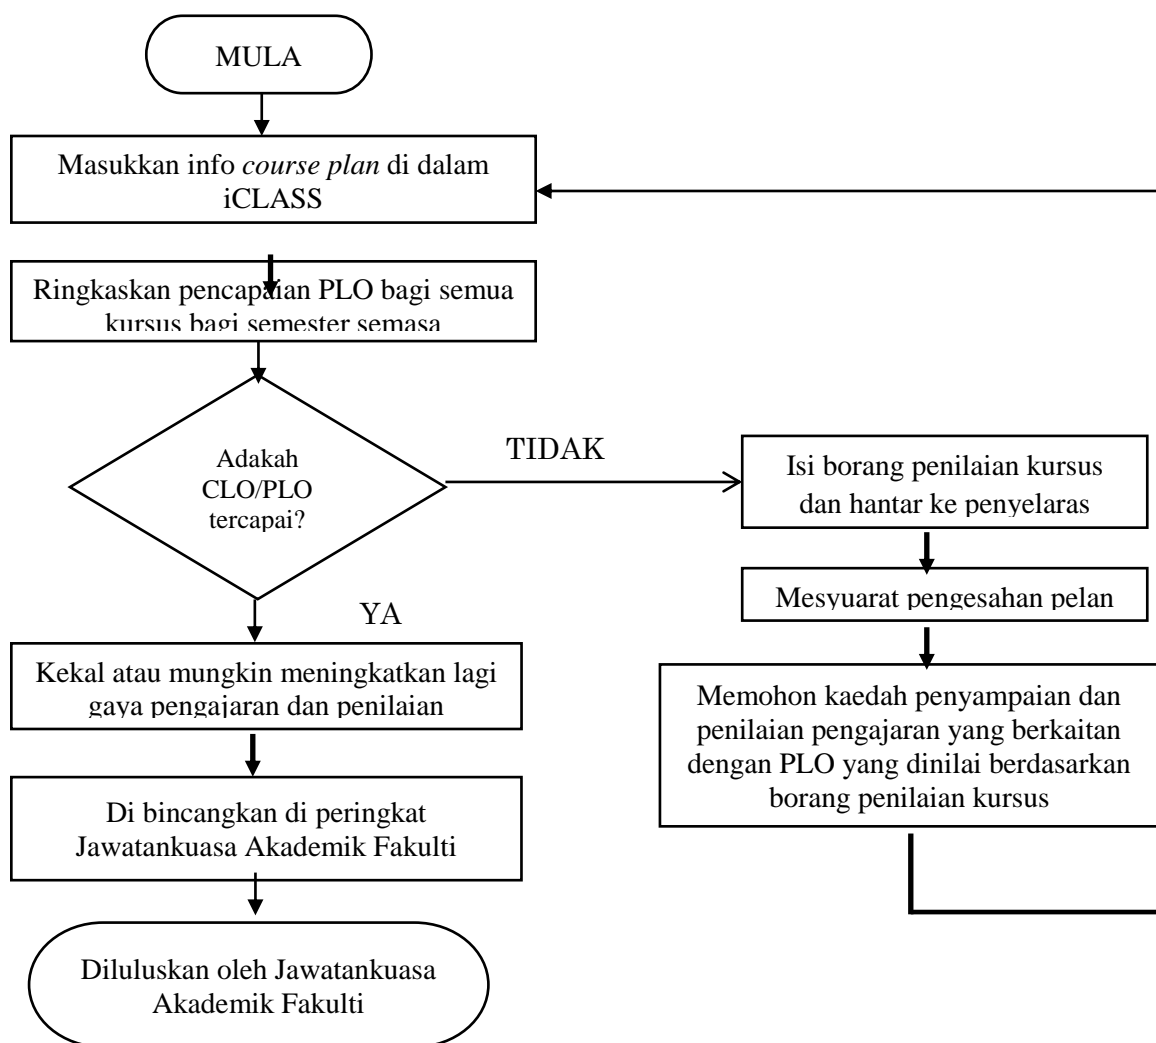 MULA
Masukkan info course plan di dalam
iCLASS
Ringkaskan pencapaian PLO bagi semua
kursus bagi semester semasa
Adakah
CLO/PLO
tercapai?
TIDAK
Isi borang penilaian kursus
dan hantar ke penyelaras
Mesyuarat pengesahan pelan
Memohon kaedah penyampaian dan
penilaian pengajaran yang berkaitan
dengan PLO yang dinilai berdasarkan
borang penilaian kursus
YA
Kekal atau mungkin meningkatkan lagi
gaya pengajaran dan penilaian
Di bincangkan di peringkat
Jawatankuasa Akademik Fakulti
Diluluskan oleh Jawatankuasa
Akademik Fakulti